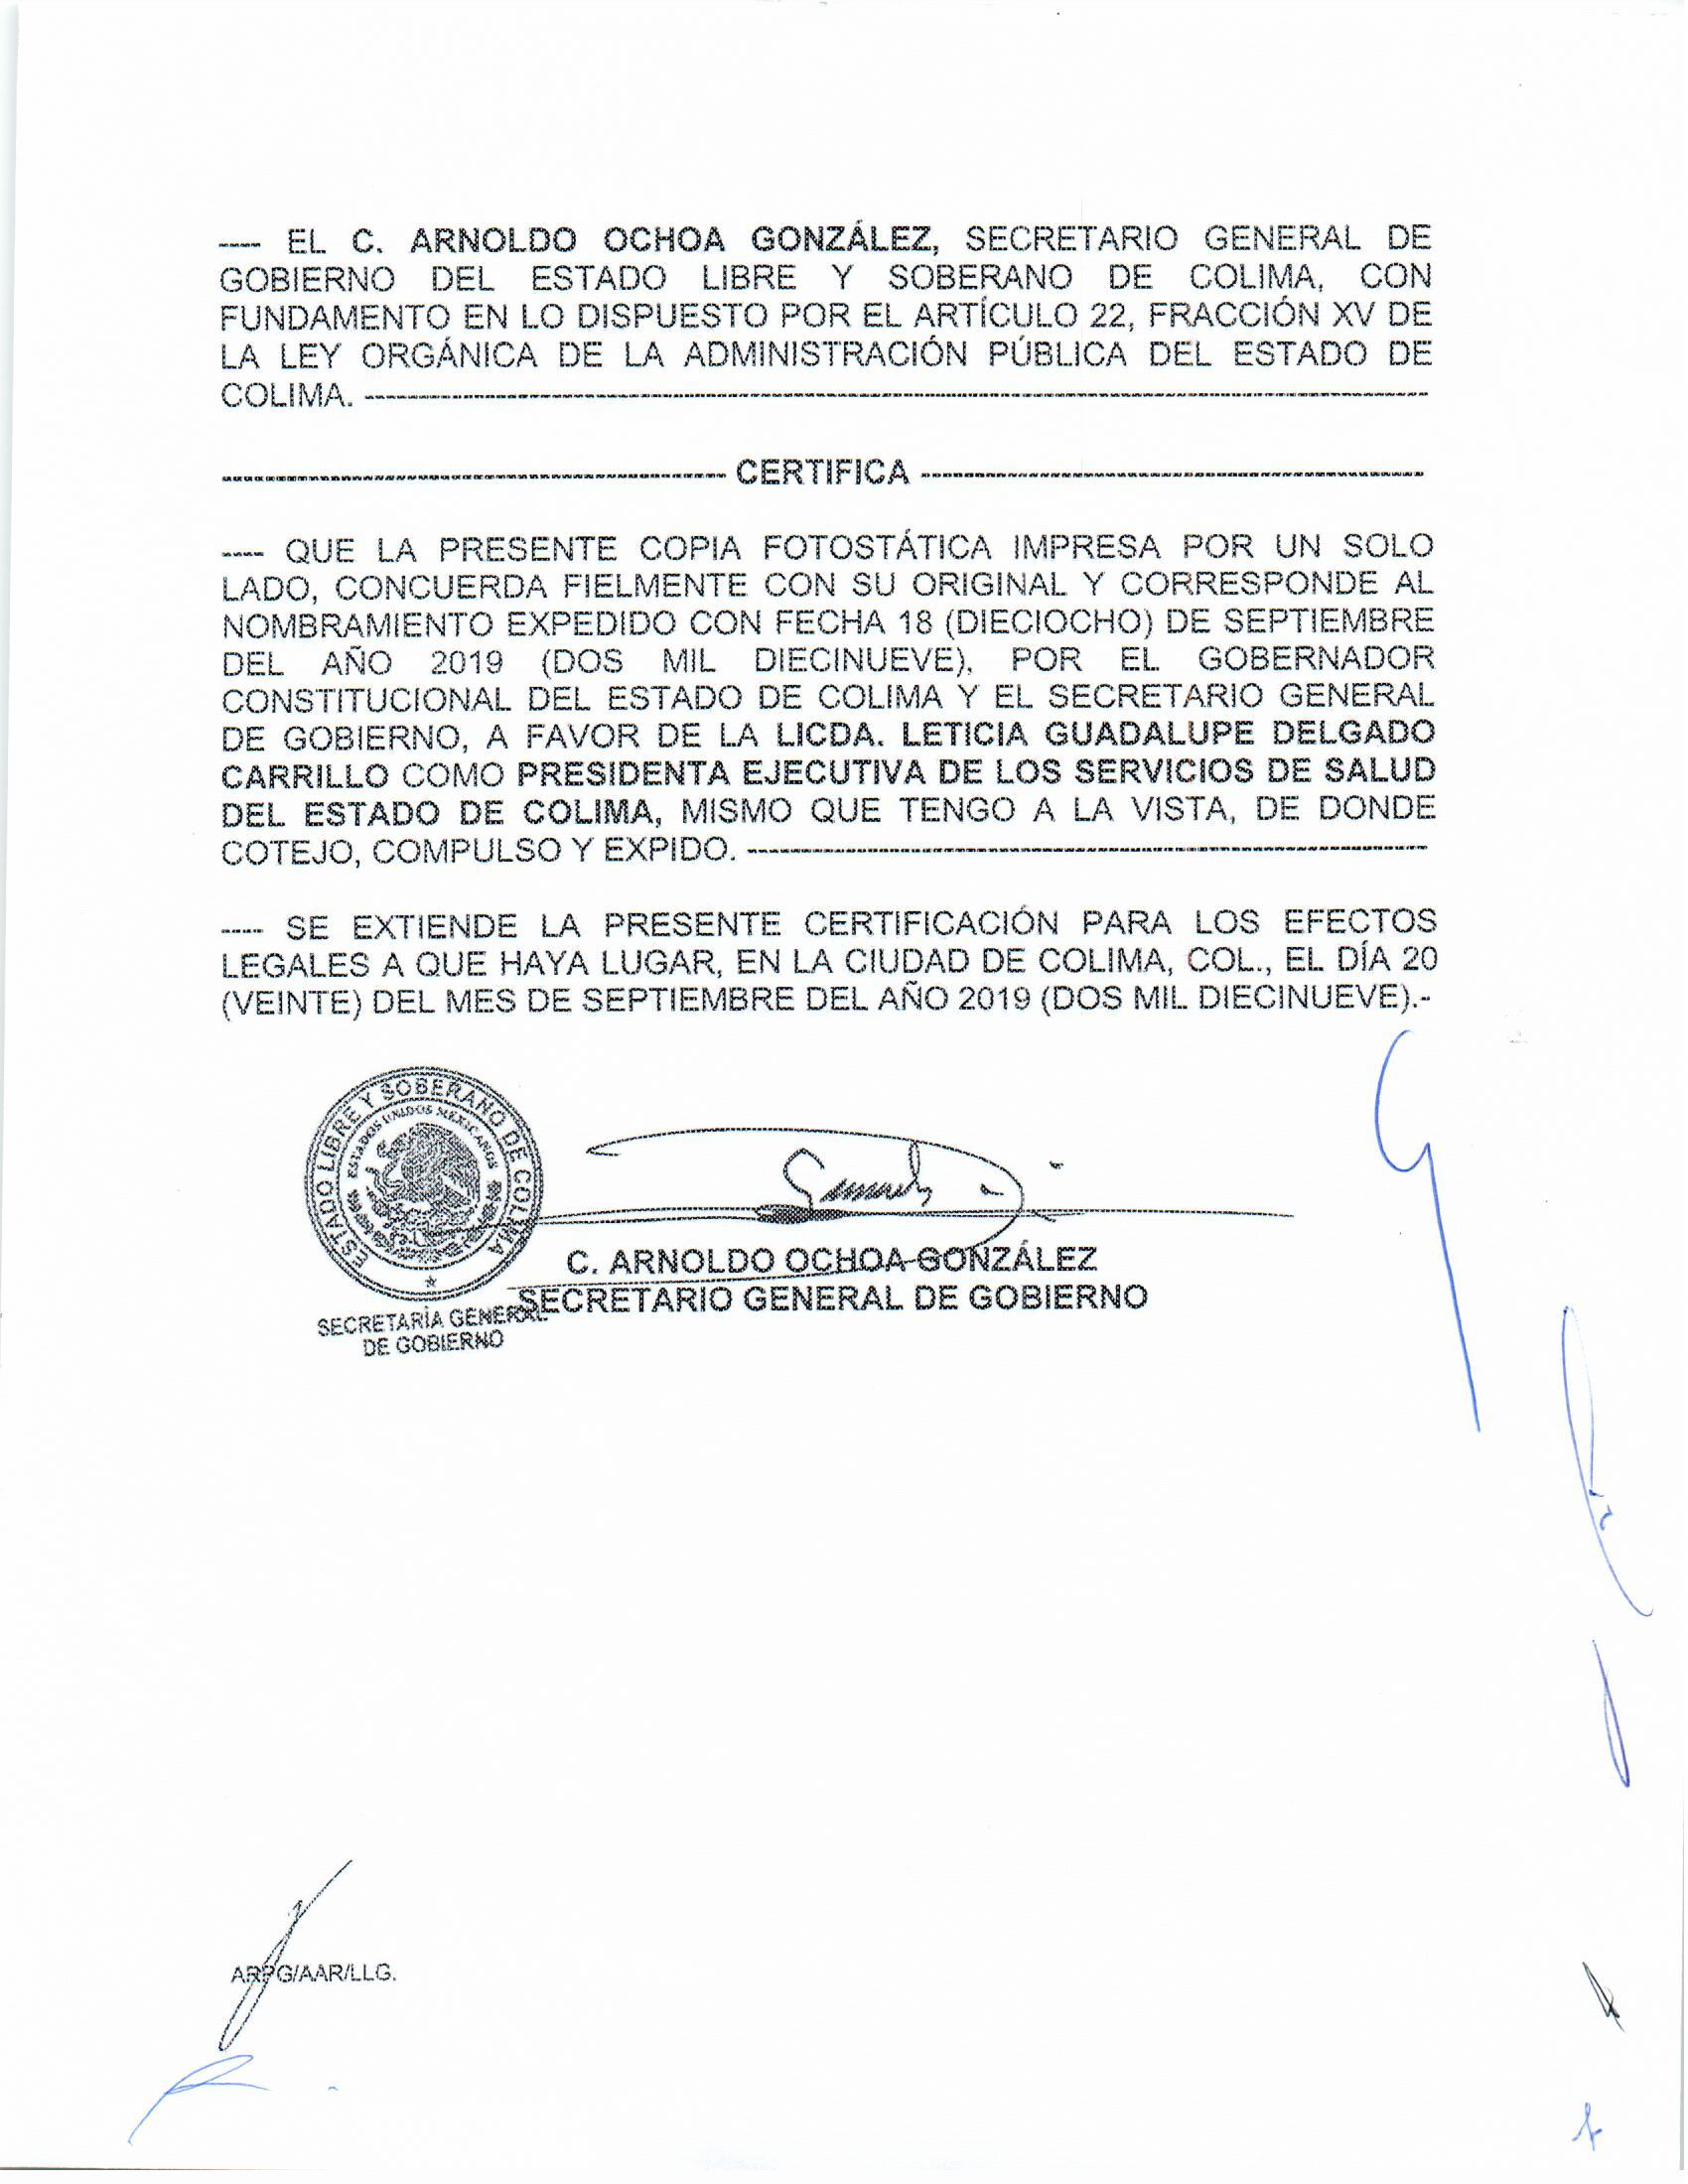 ---- EL C. ARNOLDO OCHOA GONZÁLEZ, SECRETARIO GENERAL DE
GOBIERNO DEL ESTADO LIBRE Y SOBERANO DE COLIMA, CON
FUNDAMENTO EN LO DISPUESTO POR EL ARTÍCULO 22, FRACCIÓN XV DE
LA LEY ORGÁNICA DE LA ADMINISTRACIÓN PÚBLICA DEL ESTADO DE
COLIMA. ----------------------------------------
---------------------------------------- CERTIFICA ----------------------------------------
---- QUE LA PRESENTE COPIA FOTOSTÁTICA IMPRESA POR UN SOLO
LADO, CONCUERDA FIELMENTE CON SU ORIGINAL Y CORRESPONDE AL
NOMBRAMIENTO EXPEDIDO CON FECHA 18 (DIECIOCHO) DE SEPTIEMBRE
DEL AÑO 2019 (DOS MIL DIECINUEVE), POR EL GOBERNADOR
CONSTITUCIONAL DEL ESTADO DE COLIMA Y EL SECRETARIO GENERAL
DE GOBIERNO, A FAVOR DE LA LICDA. LETICIA GUADALUPE DELGADO
CARRILLO COMO PRESIDENTA EJECUTIVA DE LOS SERVICIOS DE SALUD
DEL ESTADO DE COLIMA, MISMO QUE TENGO A LA VISTA, DE DONDE
COTEJO, COMPULSO Y EXPIDO. ----------------------------------------
---- SE EXTIENDE LA PRESENTE CERTIFICACIÓN PARA LOS EFECTOS
LEGALES A QUE HAYA LUGAR, EN LA CIUDAD DE COLIMA, COL., EL DÍA 20
(VEINTE) DEL MES DE SEPTIEMBRE DEL AÑO 2019 (DOS MIL DIECINUEVE).-
ESTADO LIBRE Y SOBERANO DE COLIMA
ESTADOS UNIDOS MEXICANOS
C. ARNOLDO OCHOA GONZÁLEZ
SECRETARIO GENERAL DE GOBIERNO
SECRETARÍA GENERAL
DE GOBIERNO
ARPG/AAR/LLG.